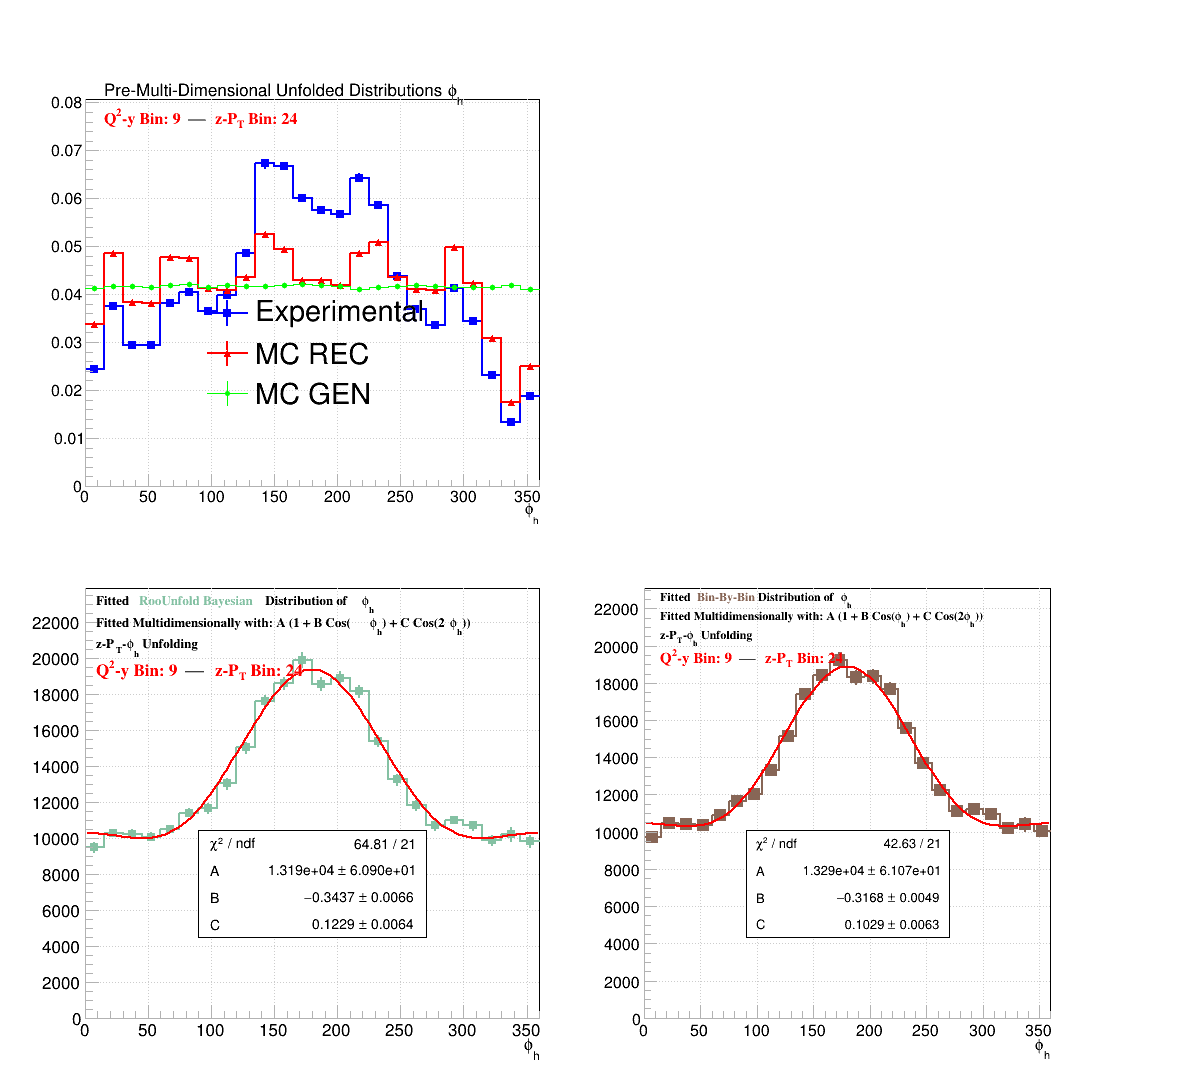 Pre-Multi-Dimensional Unfolded Distributions ϕh
Q²-y Bin: 9 — z-PT Bin: 24
0.08
0.07
0.06
0.05
0.04
0.03
0.02
0.01
0
Experimental
MC REC
MC GEN
0 50 100 150 200 250 300 350
ϕh
Fitted RooUnfold Bayesian Distribution of ϕh
Fitted Multidimensionally with: A (1 + B Cos( ϕh) + C Cos(2 ϕh))
z-PT-ϕh Unfolding
Q²-y Bin: 9 — z-PT Bin: 24
22000
20000
18000
16000
14000
12000
10000
8000
6000
4000
2000
0
χ² / ndf 64.81 / 21
A 1.319e+04 ± 6.090e+01
B −0.3437 ± 0.0066
C 0.1229 ± 0.0064
0 50 100 150 200 250 300 350
ϕh
Fitted Bin-By-Bin Distribution of ϕh
Fitted Multidimensionally with: A (1 + B Cos(ϕh) + C Cos(2ϕh))
z-PT-ϕh Unfolding
Q²-y Bin: 9 — z-PT Bin: 24
22000
20000
18000
16000
14000
12000
10000
8000
6000
4000
2000
0
χ² / ndf 42.63 / 21
A 1.329e+04 ± 6.107e+01
B −0.3168 ± 0.0049
C 0.1029 ± 0.0063
0 50 100 150 200 250 300 350
ϕh